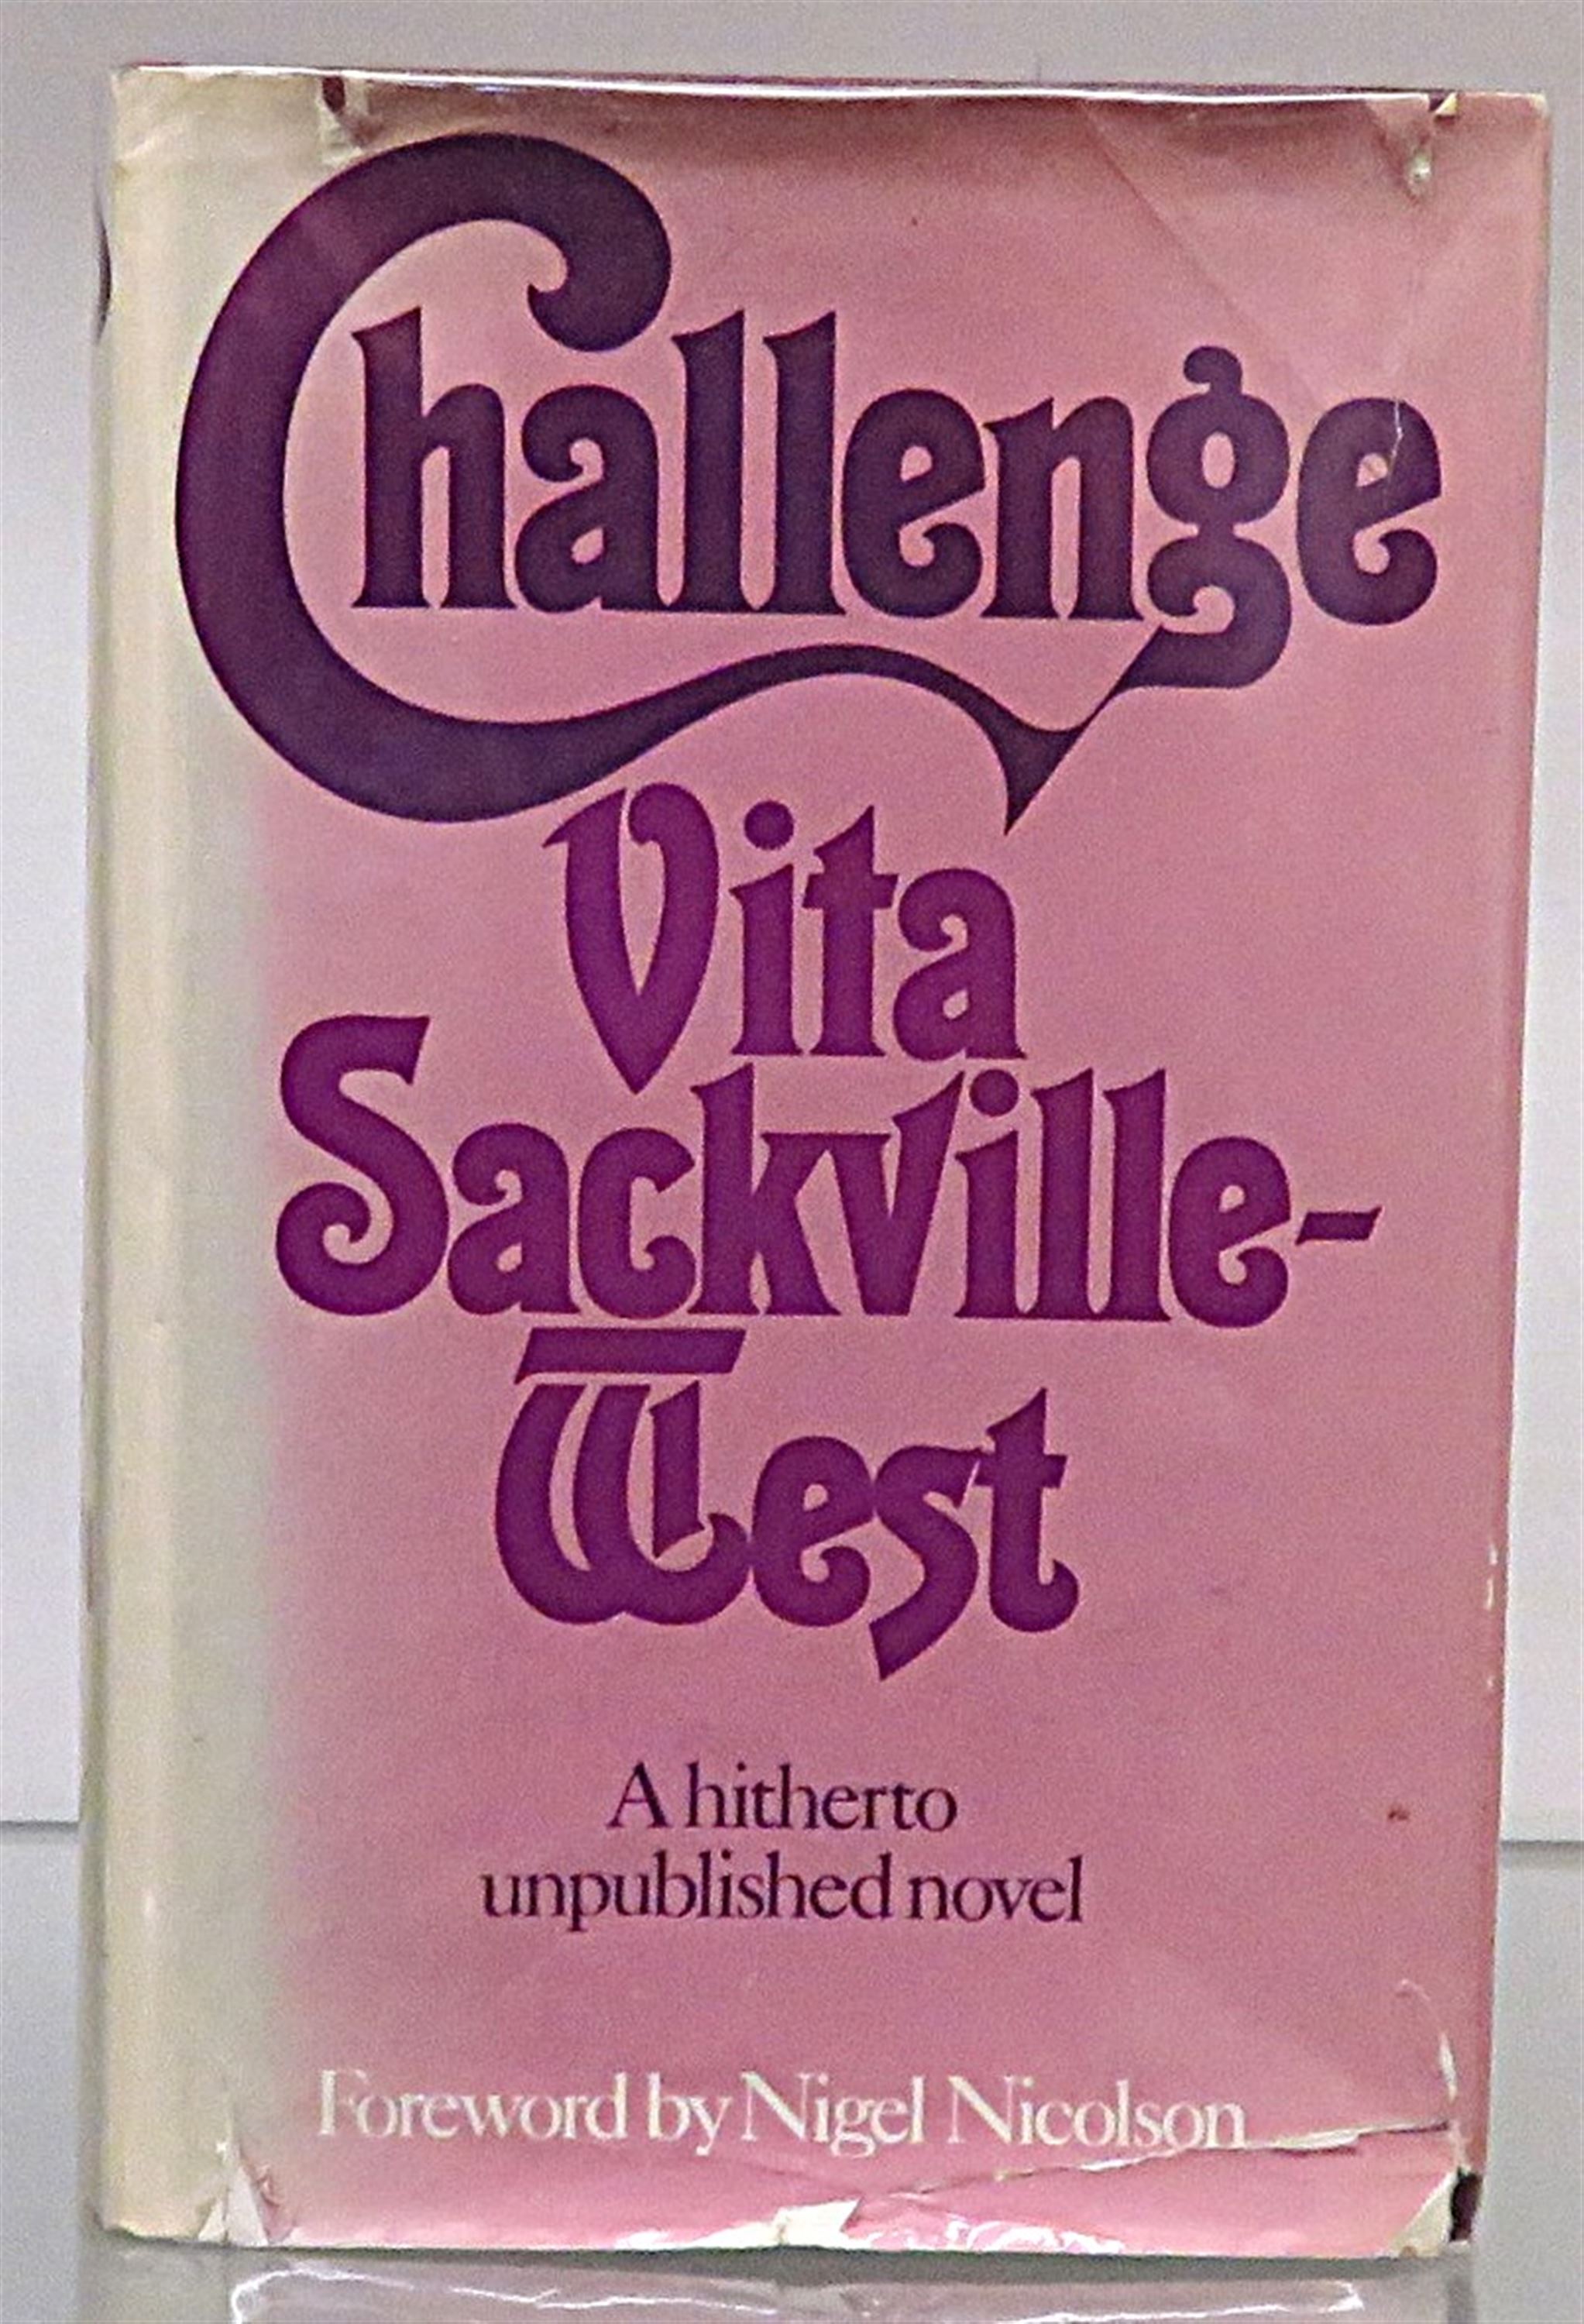 Challenge
Vita
Sackville-
West
A hitherto
unpublished novel
Foreword by Nigel Nicolson